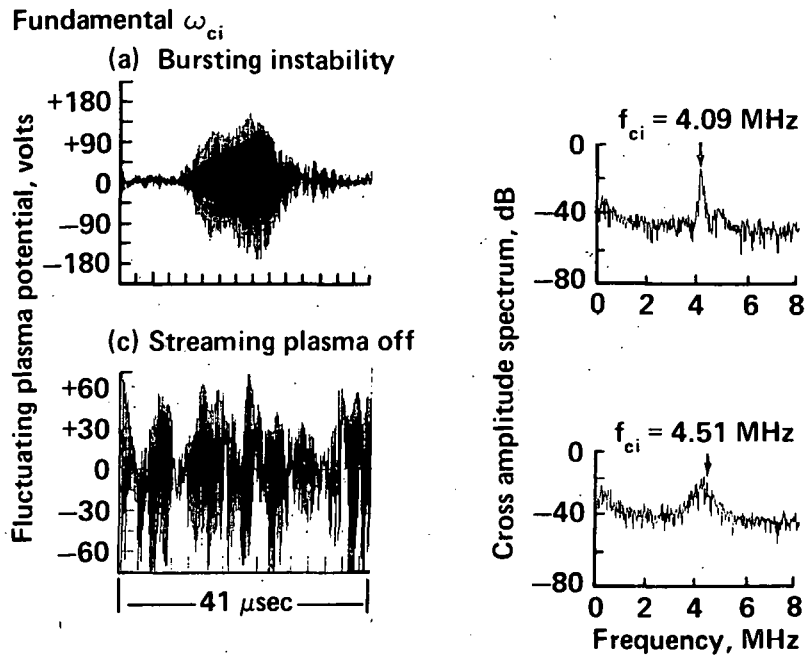 Fundamental ω_ci
(a) Bursting instability
Fluctuating plasma potential, volts
+180
+90
0
−90
−180
f_ci = 4.09 MHz
Cross amplitude spectrum, dB
0
−40
−80
0 2 4 6 8
(c) Streaming plasma off
+60
+30
0
−30
−60
41 μsec
f_ci = 4.51 MHz
0
−40
−80
0 2 4 6 8
Frequency, MHz